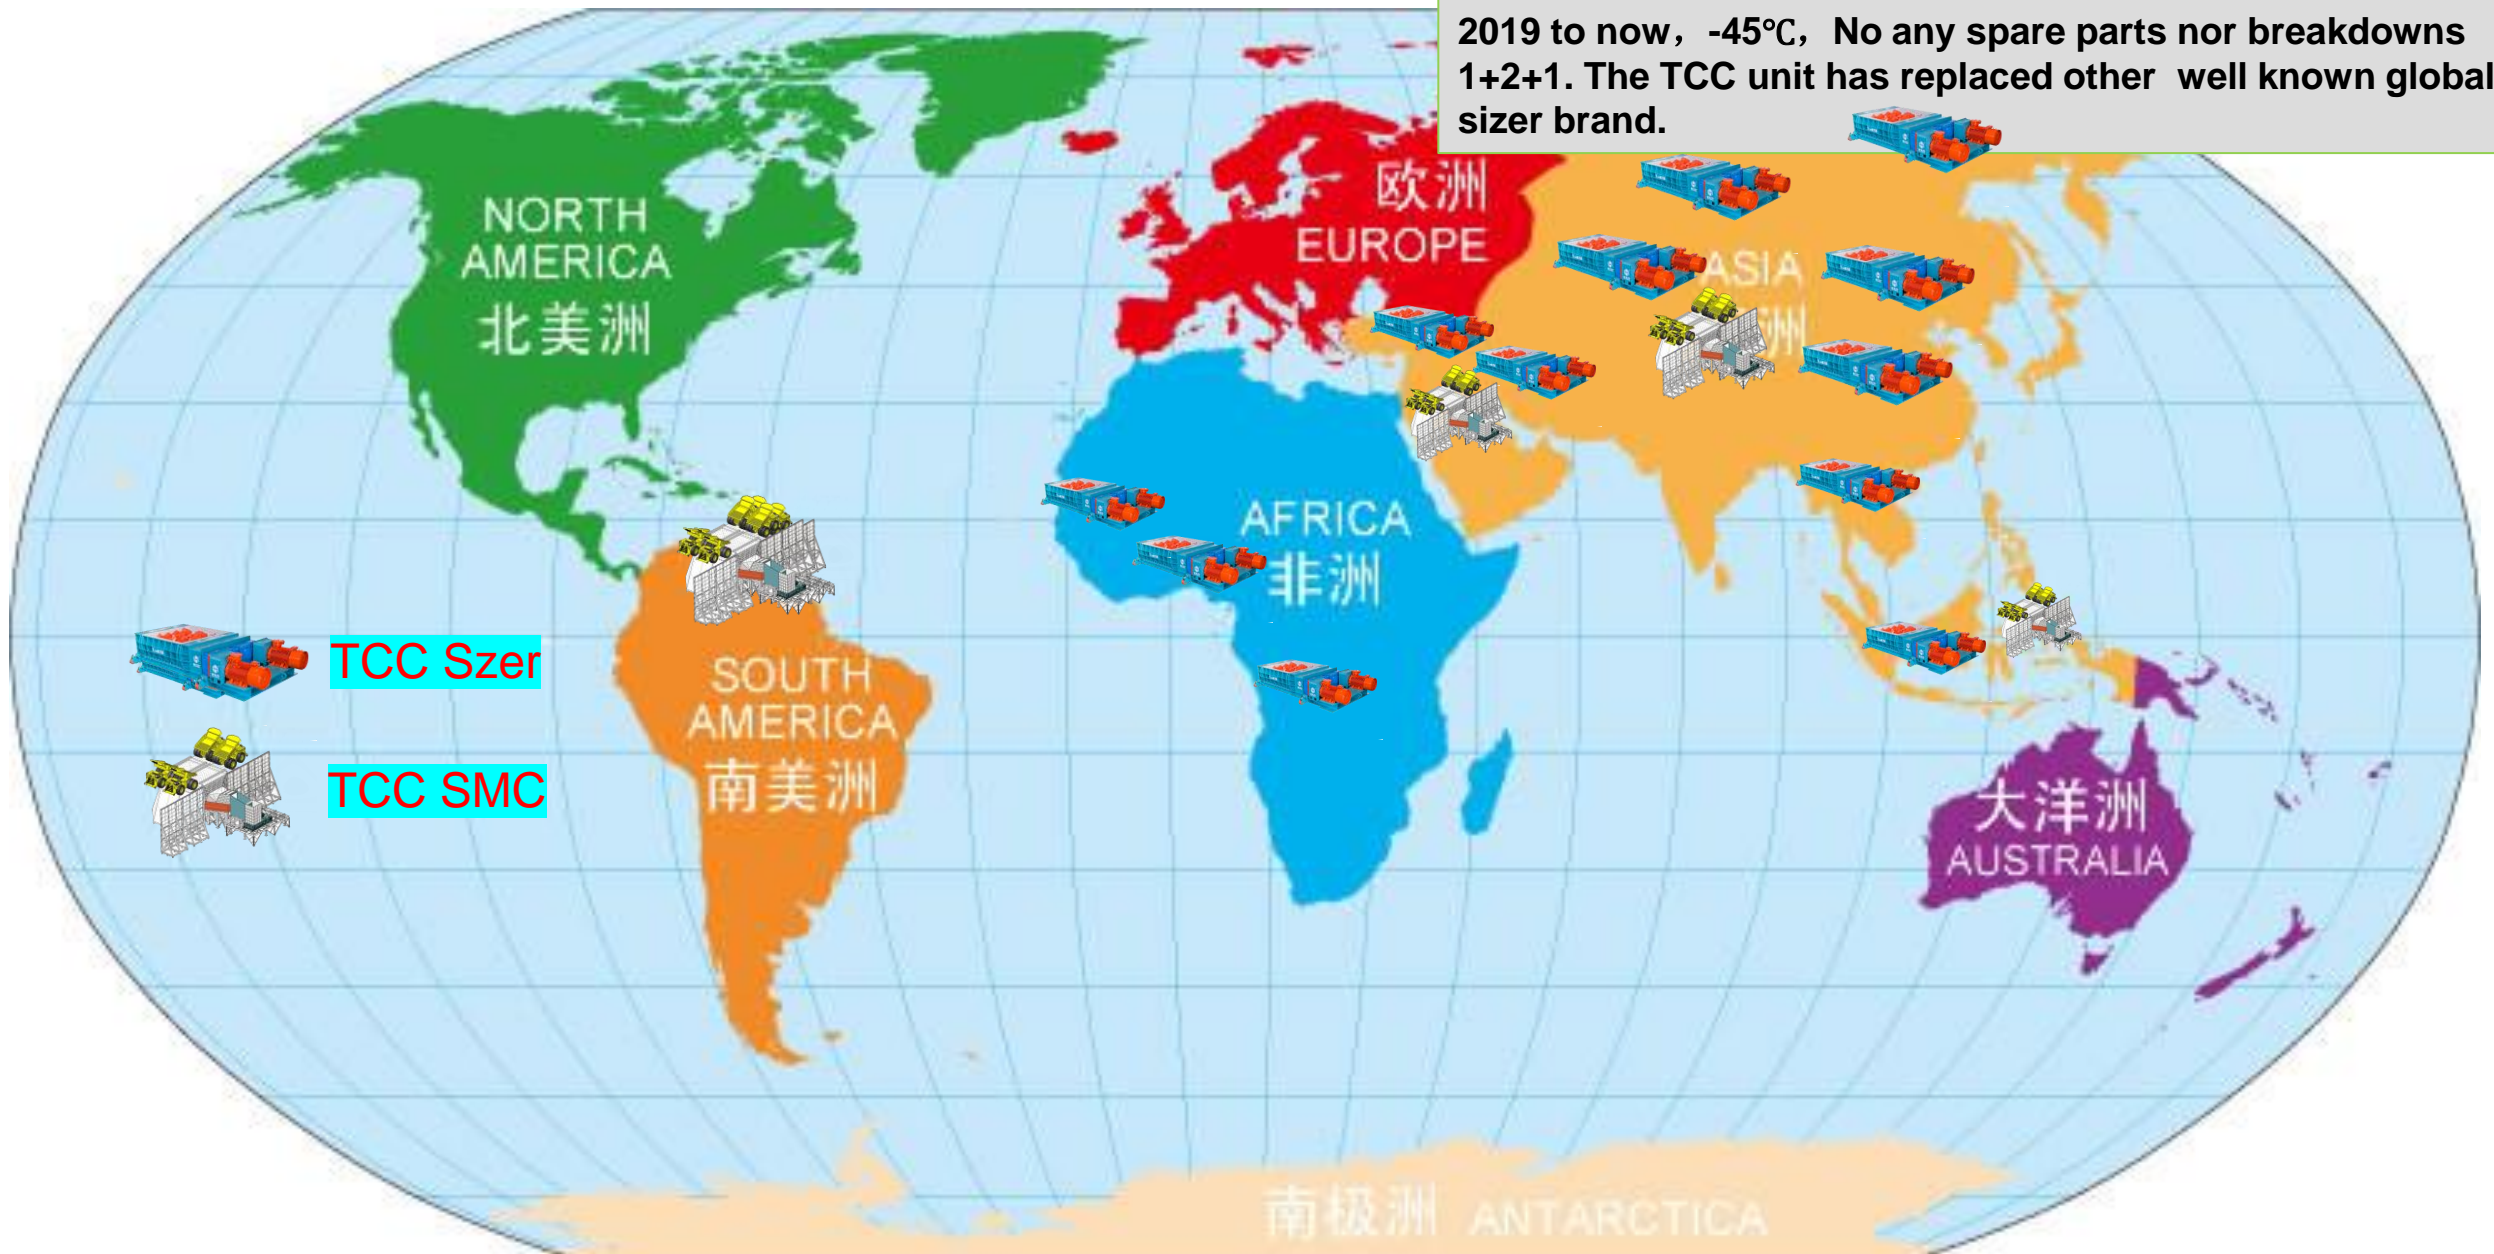 2019 to now，-45℃，No any spare parts nor breakdowns
1+2+1. The TCC unit has replaced other well known global
sizer brand.
欧洲
EUROPE
NORTH
AMERICA
北美洲
ASIA
洲
AFRICA
非洲
TCC Szer
SOUTH
AMERICA
南美洲
TCC SMC
大洋洲
AUSTRALIA
南极洲 ANTARCTICA